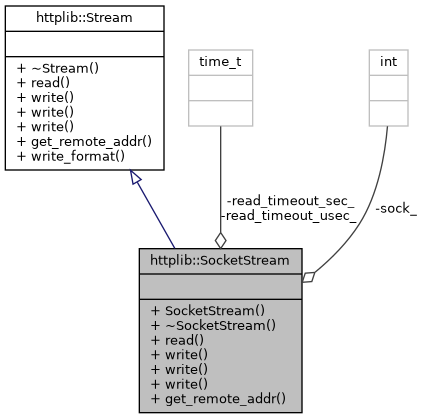 httplib::Stream
+ ~Stream()
+ read()
+ write()
+ write()
+ write()
+ get_remote_addr()
+ write_format()
time_t
int
-read_timeout_sec_
-read_timeout_usec_
-sock_
httplib::SocketStream
+ SocketStream()
+ ~SocketStream()
+ read()
+ write()
+ write()
+ write()
+ get_remote_addr()